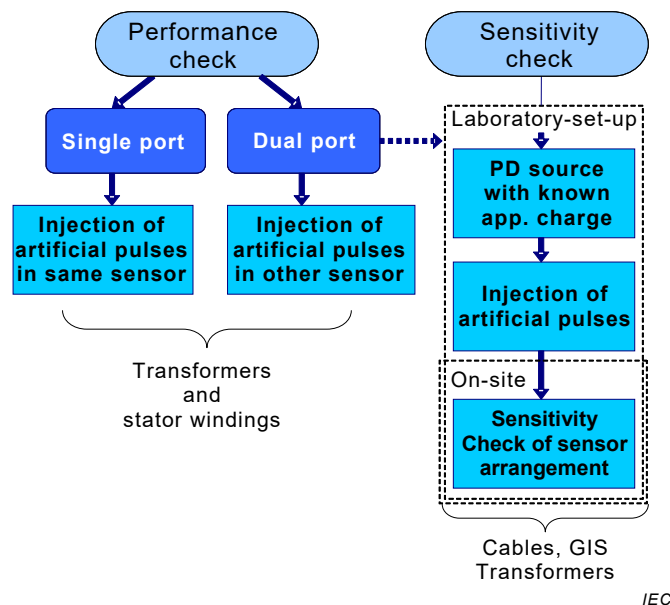 Performance
check
Sensitivity
check
Single port
Dual port
Laboratory-set-up
PD source
with known
app. charge
Injection of
artificial pulses
in same sensor
Injection of
artificial pulses
in other sensor
Injection of
artificial pulses
Transformers
and
stator windings
On-site
Sensitivity
Check of sensor
arrangement
Cables, GIS
Transformers
IEC